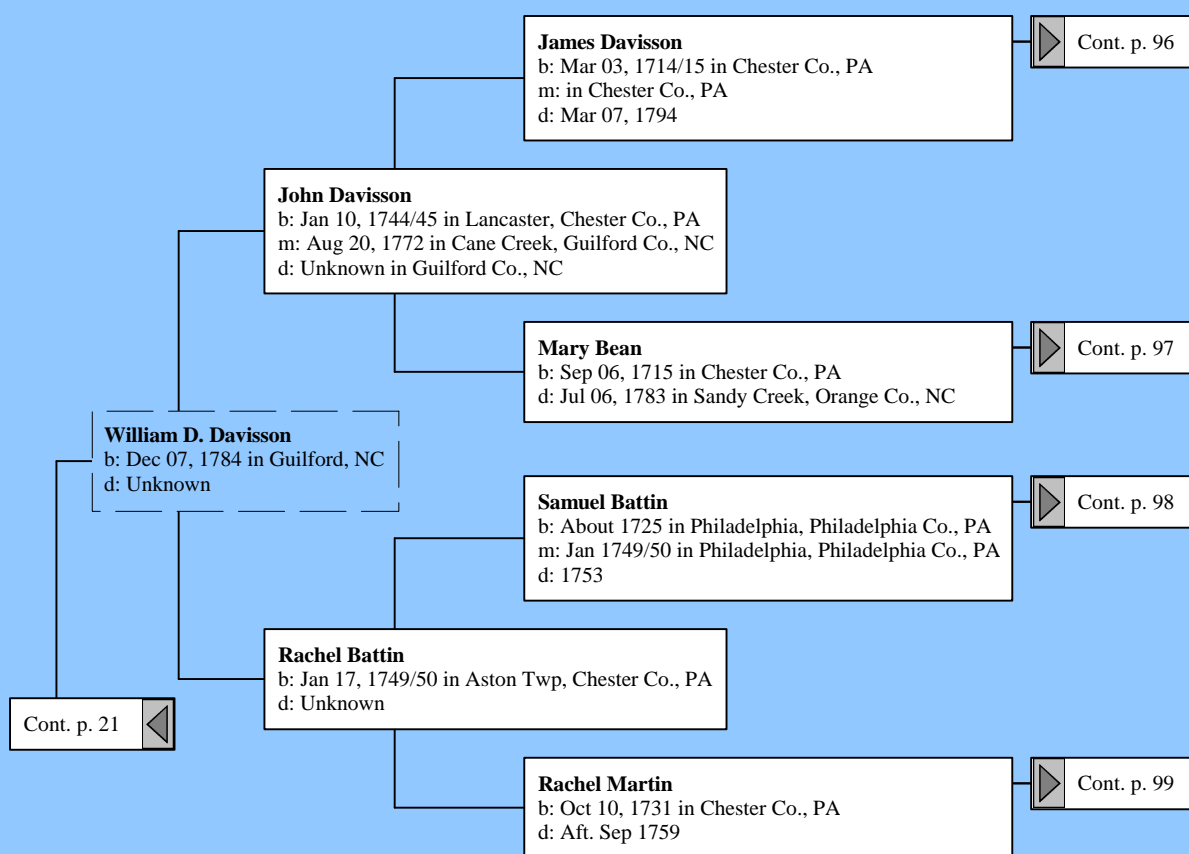 James Davisson
b: Mar 03, 1714/15 in Chester Co., PA
m: in Chester Co., PA
d: Mar 07, 1794
Cont. p. 96
John Davisson
b: Jan 10, 1744/45 in Lancaster, Chester Co., PA
m: Aug 20, 1772 in Cane Creek, Guilford Co., NC
d: Unknown in Guilford Co., NC
Mary Bean
b: Sep 06, 1715 in Chester Co., PA
d: Jul 06, 1783 in Sandy Creek, Orange Co., NC
Cont. p. 97
William D. Davisson
b: Dec 07, 1784 in Guilford, NC
d: Unknown
Samuel Battin
b: About 1725 in Philadelphia, Philadelphia Co., PA
m: Jan 1749/50 in Philadelphia, Philadelphia Co., PA
d: 1753
Cont. p. 98
Rachel Battin
b: Jan 17, 1749/50 in Aston Twp, Chester Co., PA
d: Unknown
Cont. p. 21
Rachel Martin
b: Oct 10, 1731 in Chester Co., PA
d: Aft. Sep 1759
Cont. p. 99